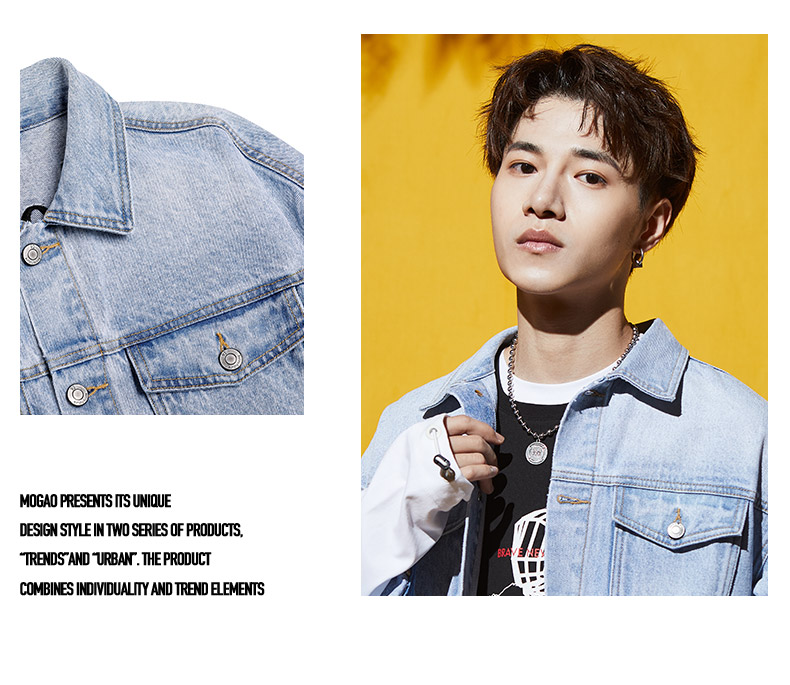 MOGAO PRESENTS ITS UNIQUE
DESIGN STYLE IN TWO SERIES OF PRODUCTS,
“TRENDS”AND “URBAN”. THE PRODUCT
COMBINES INDIVIDUALITY AND TREND ELEMENTS